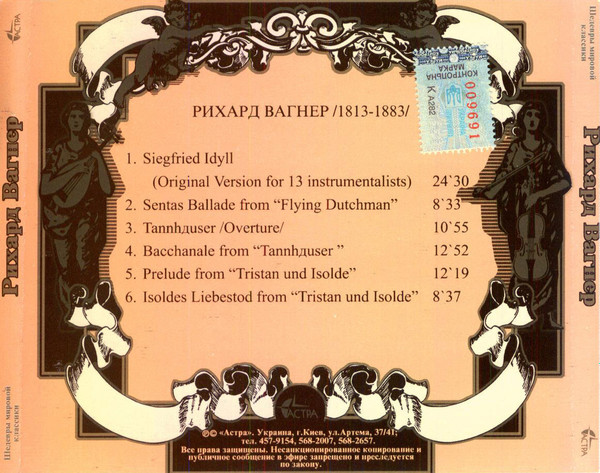 АСТРА
Шедевры мировой
классики
Рихард Вагнер
РИХАРД ВАГНЕР /1813-1883/
КОНТРОЛЬНА
МАРКА
К А282
009691
1. Siegfried Idyll
(Original Version for 13 instrumentalists) 24`30
2. Sentas Ballade from “Flying Dutchman” 8`33
3. Tannhдuser /Overture/ 10`55
4. Bacchanale from “Tannhдuser ” 12`52
5. Prelude from “Tristan und Isolde” 12`19
6. Isoldes Liebestod from “Tristan und Isolde” 8`37
Рихард Вагнер
Шедевры мировой
классики
АСТРА
АСТРА
℗© «Астра». Украина, г.Киев, ул.Артема, 37/41;
тел. 457-9154, 568-2007, 568-2657.
Все права защищены. Несанкционированное копирование и
публичное сообщение в эфире запрещено и преследуется
по закону.